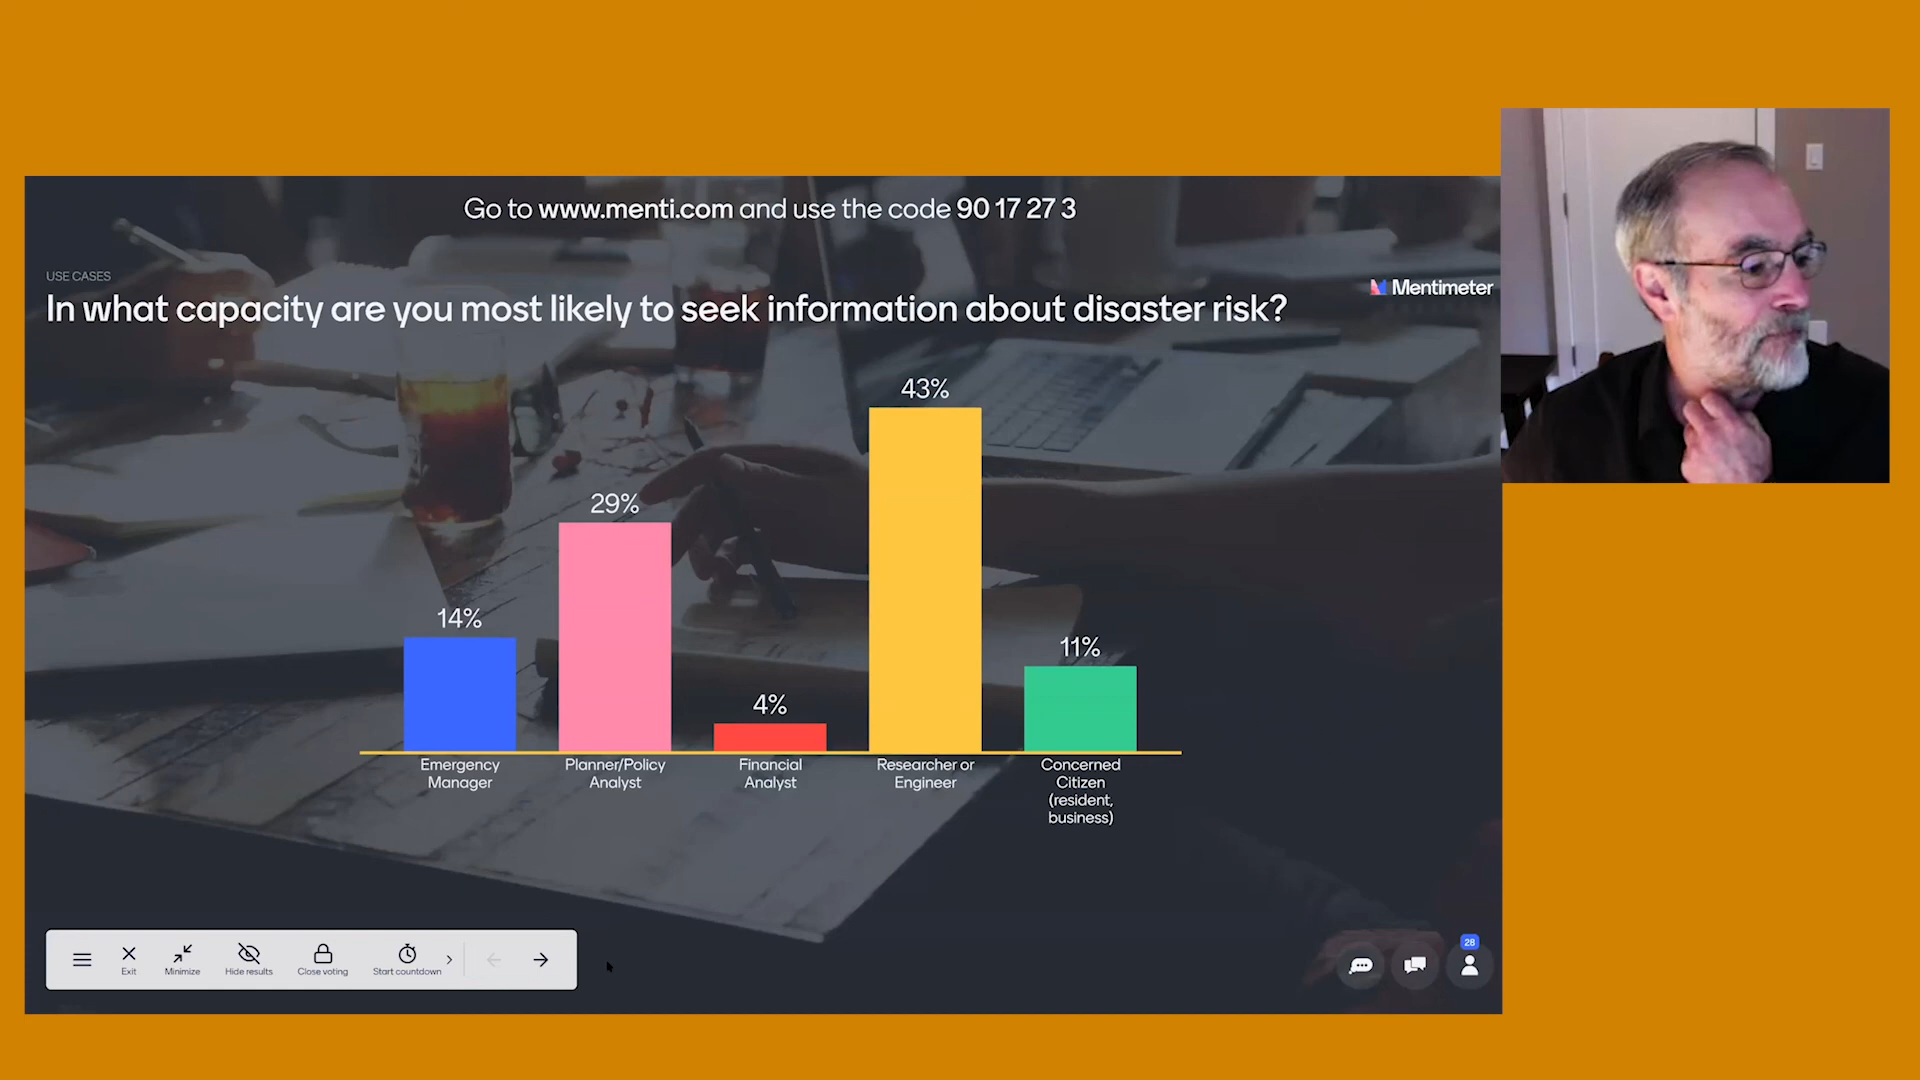 Go to www.menti.com and use the code 90 17 27 3
USE CASES
Mentimeter
In what capacity are you most likely to seek information about disaster risk?
43%
29%
14%
11%
4%
Emergency
Manager
Planner/Policy
Analyst
Financial
Analyst
Researcher or
Engineer
Concerned
Citizen
(resident,
business)
Exit
Minimize
Hide results
Close voting
Start countdown
28